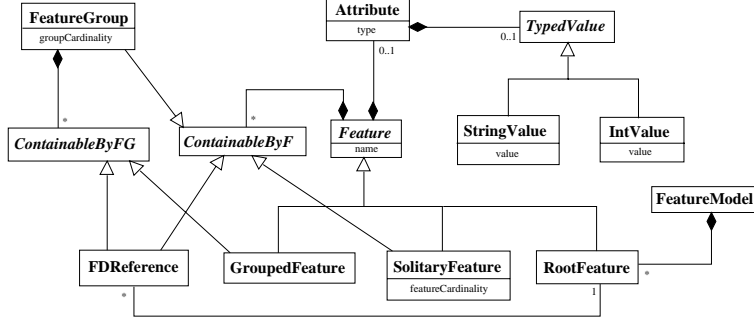 FeatureGroup
groupCardinality
Attribute
type
TypedValue
0..1
0..1
*
*
ContainableByFG
ContainableByF
Feature
name
StringValue
value
IntValue
value
FeatureModel
FDReference
GroupedFeature
SolitaryFeature
featureCardinality
RootFeature
*
*
1